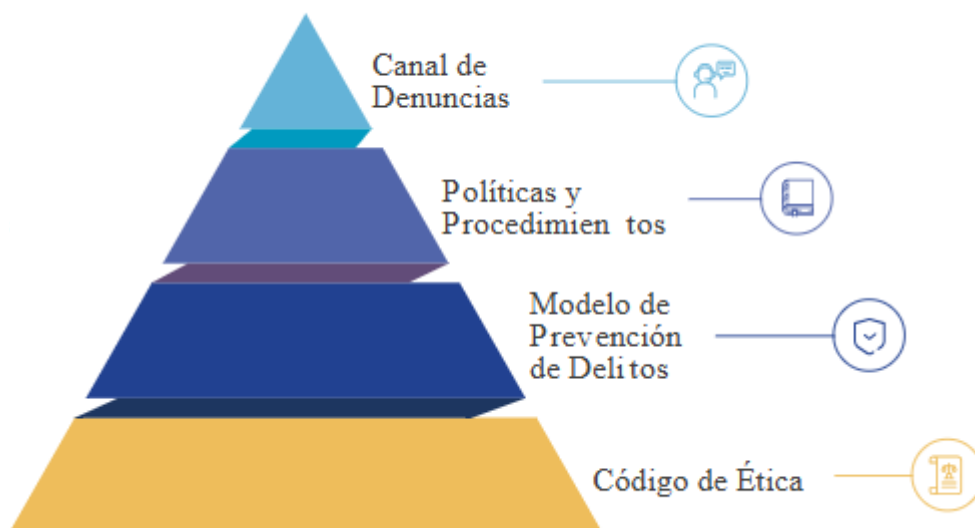 Canal de
Denuncias
Políticas y
Procedimien tos
Modelo de
Prevención
de Delitos
Código de Ética